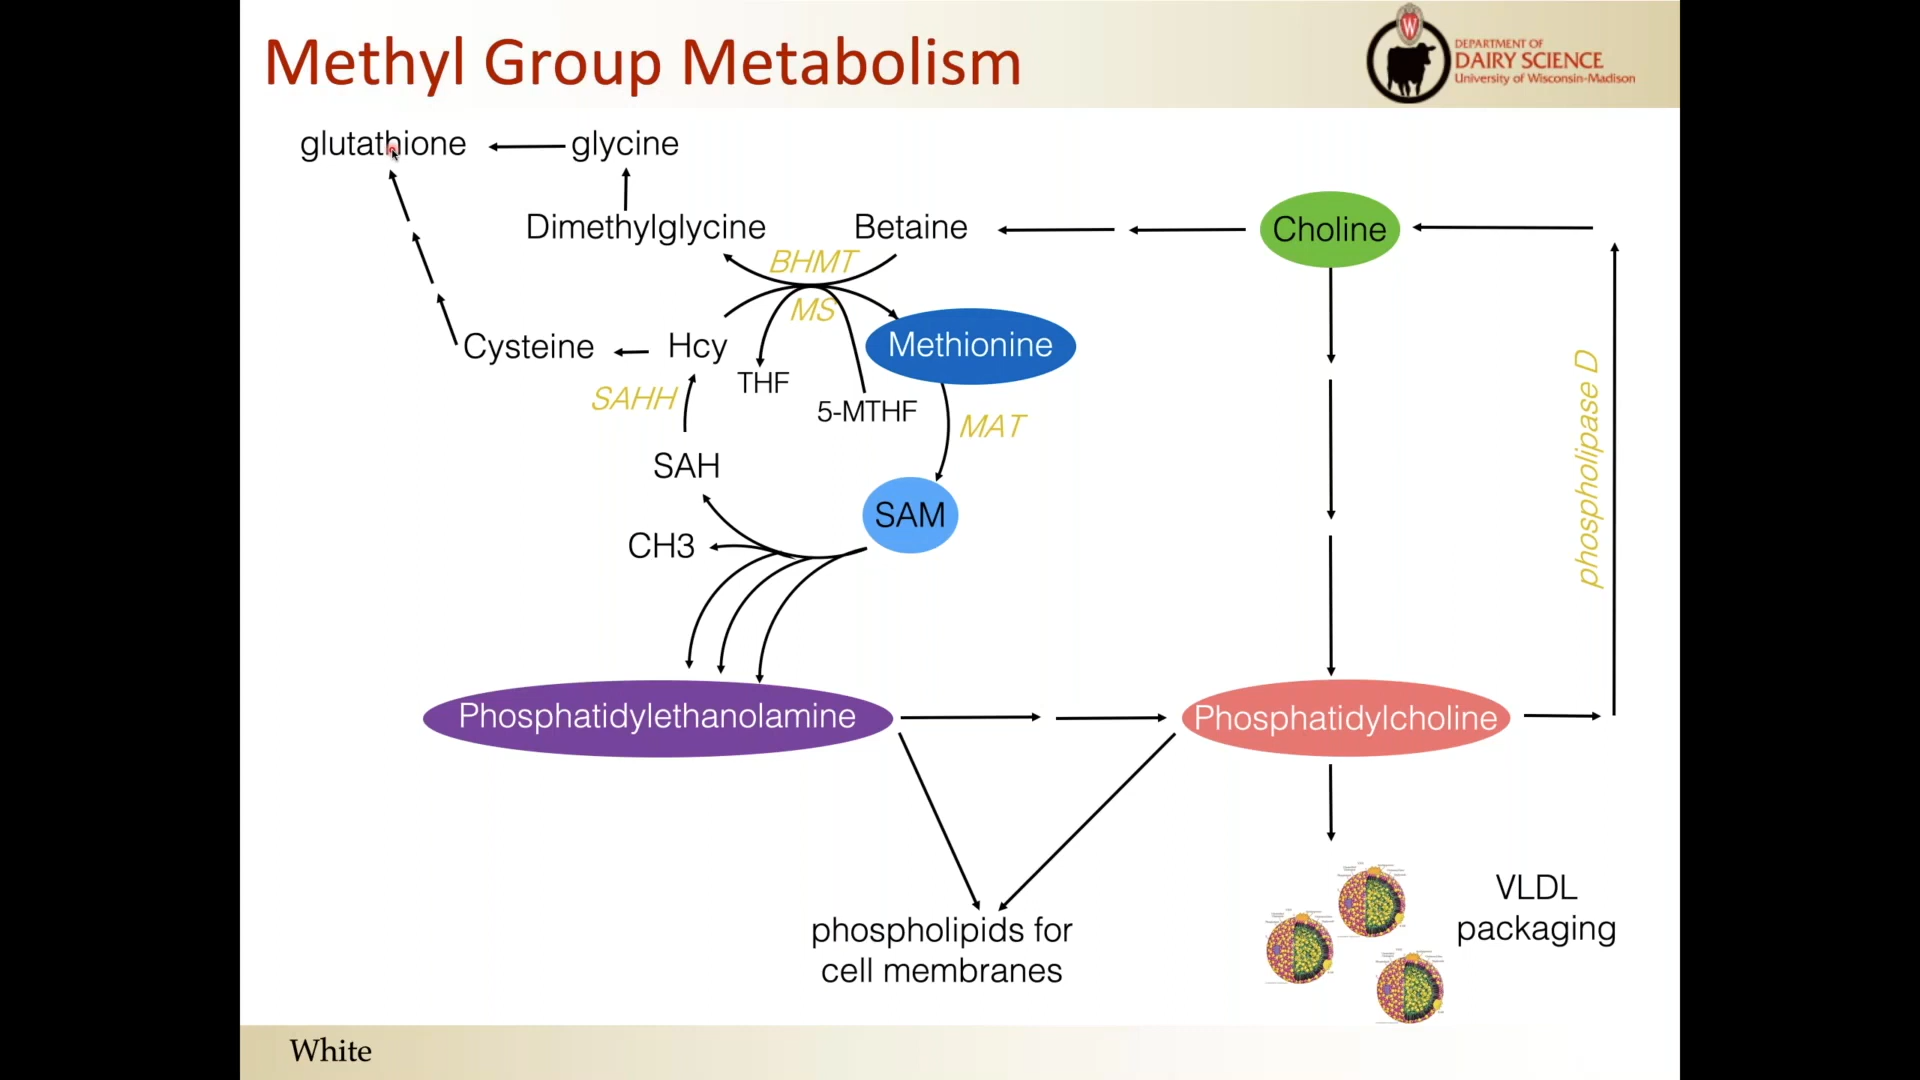 Methyl Group Metabolism
DEPARTMENT OF
DAIRY SCIENCE
University of Wisconsin-Madison
W
glutathione
glycine
Dimethylglycine
Betaine
Choline
BHMT
MS
Cysteine
Hcy
Methionine
THF
5-MTHF
SAHH
MAT
SAH
SAM
CH3
phospholipase D
Phosphatidylethanolamine
Phosphatidylcholine
phospholipids for
cell membranes
VLDL
packaging
White